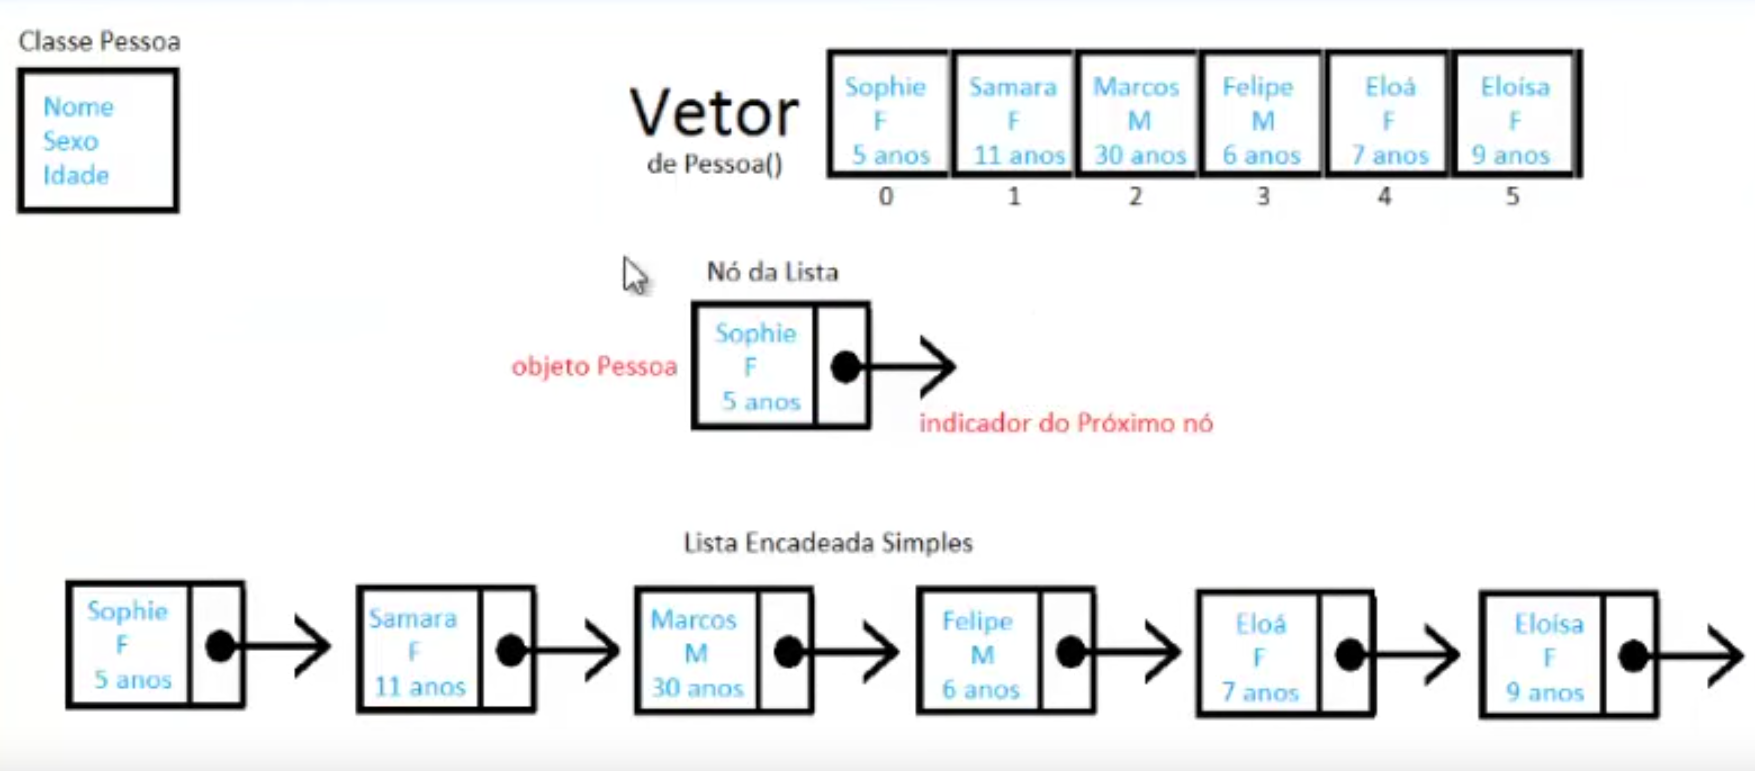 Classe Pessoa
Nome
Sexo
Idade
Vetor
de Pessoa()
Sophie
F
5 anos
0
Samara
F
11 anos
1
Marcos
M
30 anos
2
Felipe
M
6 anos
3
Eloá
F
7 anos
4
Eloísa
F
9 anos
5
Nó da Lista
objeto Pessoa
Sophie
F
5 anos
indicador do Próximo nó
Lista Encadeada Simples
Sophie
F
5 anos
Samara
F
11 anos
Marcos
M
30 anos
Felipe
M
6 anos
Eloá
F
7 anos
Eloísa
F
9 anos